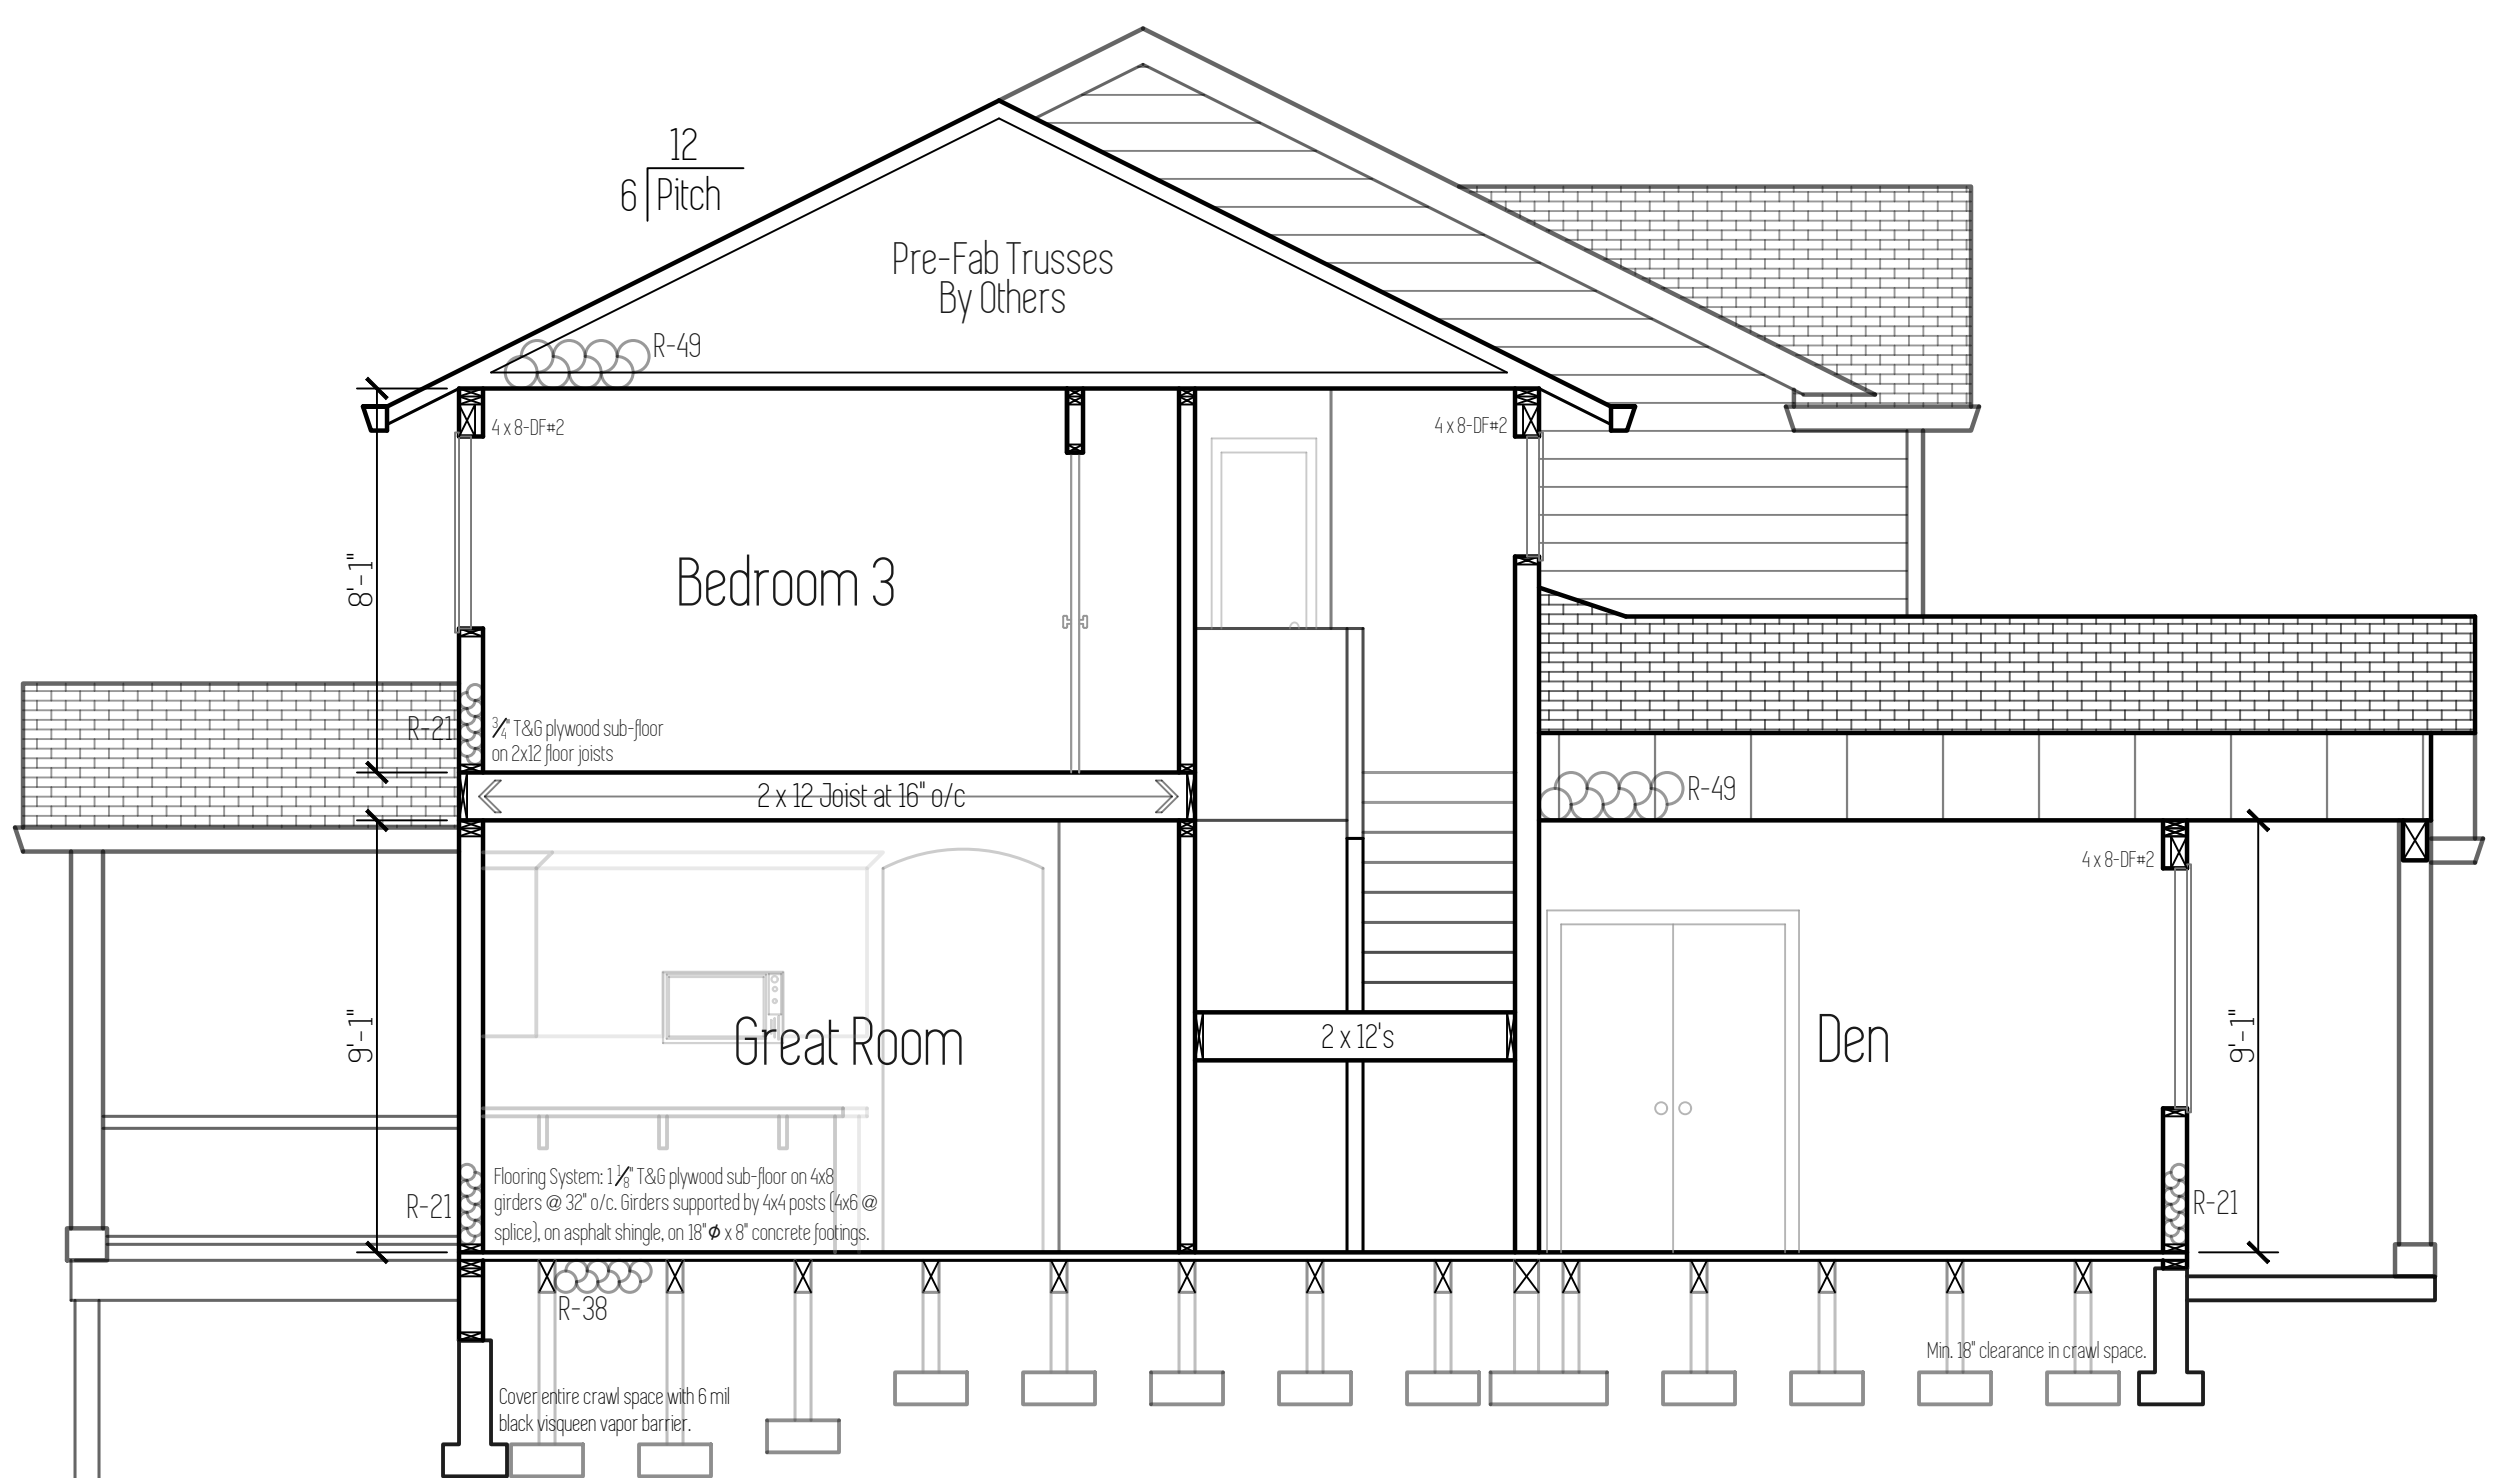 12
6 Pitch
Pre-Fab Trusses
By Others
R-49
4 x 8-DF#2
4 x 8-DF#2
8'-1"
Bedroom 3
R-21
3/4" T&G plywood sub-floor
on 2x12 floor joists
2 x 12 Joist at 16" o/c
R-49
4 x 8-DF#2
9'-1"
Great Room
2 x 12's
Den
9'-1"
R-21
Flooring System: 1 1/8" T&G plywood sub-floor on 4x8
girders @ 32" o/c. Girders supported by 4x4 posts (4x6 @
splice), on asphalt shingle, on 18"Ø x 8" concrete footings.
R-21
R-38
Min. 18" clearance in crawl space.
Cover entire crawl space with 6 mil
black visqueen vapor barrier.